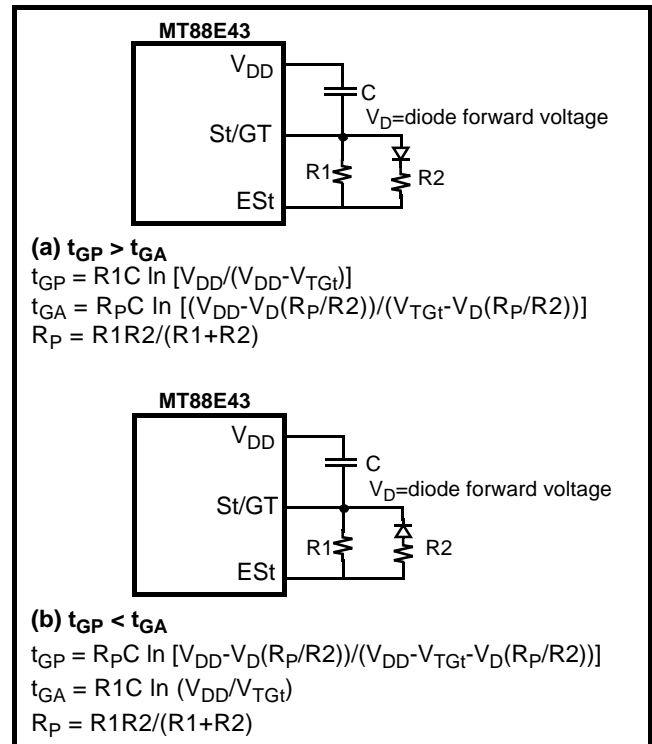 MT88E43
VDD
C
VD=diode forward voltage
St/GT
R1
R2
ESt
(a) tGP > tGA
tGP = R1C ln [VDD/(VDD-VTGt)]
tGA = RPC ln [(VDD-VD(RP/R2))/(VTGt-VD(RP/R2))]
RP = R1R2/(R1+R2)
MT88E43
VDD
C
VD=diode forward voltage
St/GT
R1
R2
ESt
(b) tGP < tGA
tGP = RPC ln [VDD-VD(RP/R2))/(VDD-VTGt-VD(RP/R2))]
tGA = R1C ln (VDD/VTGt)
RP = R1R2/(R1+R2)